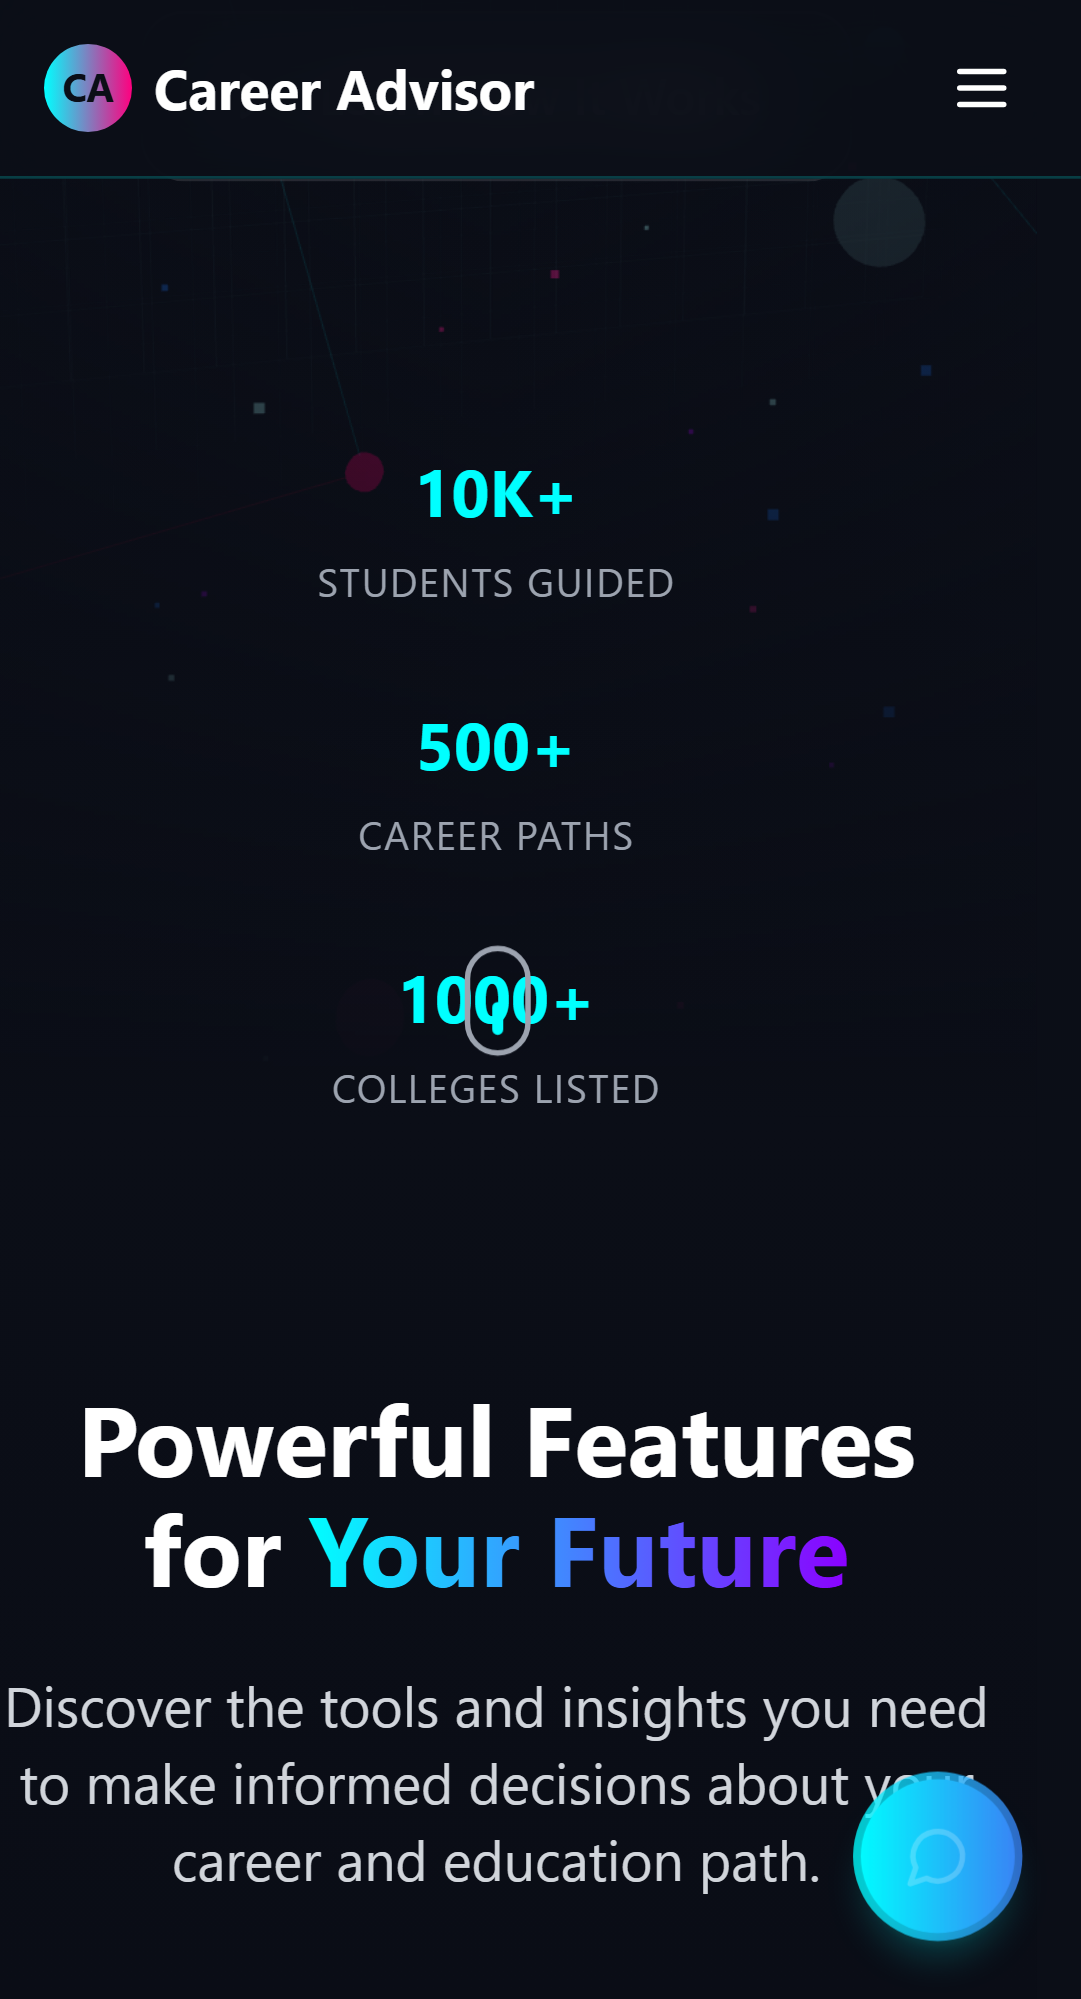 CA Career Advisor
10K+
STUDENTS GUIDED
500+
CAREER PATHS
1000+
COLLEGES LISTED
Powerful Features
for Your Future
Discover the tools and insights you need
to make informed decisions about your
career and education path.